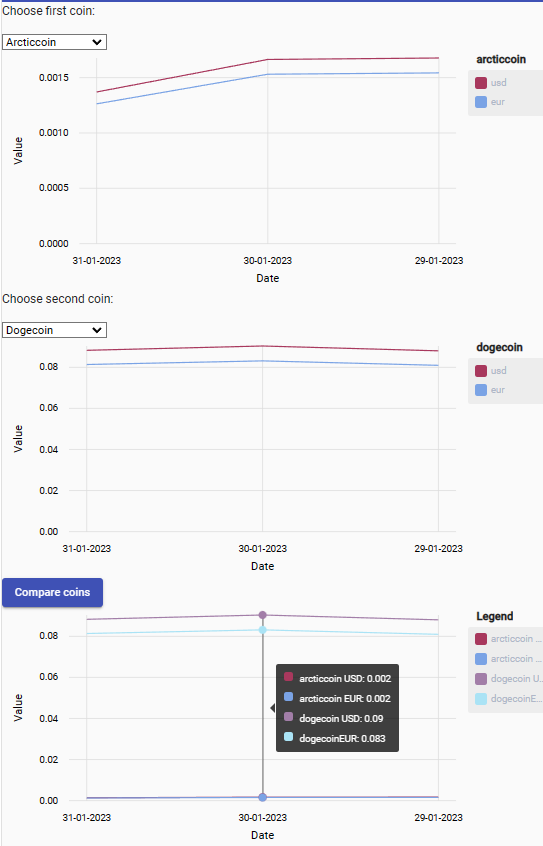 Choose first coin:
Arcticcoin
arcticcoin
usd
eur
0.0015
0.0010
0.0005
0.0000
Value
31-01-2023
30-01-2023
29-01-2023
Date
Choose second coin:
Dogecoin
dogecoin
usd
eur
0.08
0.06
0.04
0.02
0.00
Value
31-01-2023
30-01-2023
29-01-2023
Date
Compare coins
Legend
arcticcoin ...
arcticcoin ...
dogecoin U...
dogecoinE...
0.08
0.06
0.04
0.02
0.00
Value
arcticcoin USD: 0.002
arcticcoin EUR: 0.002
dogecoin USD: 0.09
dogecoinEUR: 0.083
31-01-2023
30-01-2023
29-01-2023
Date